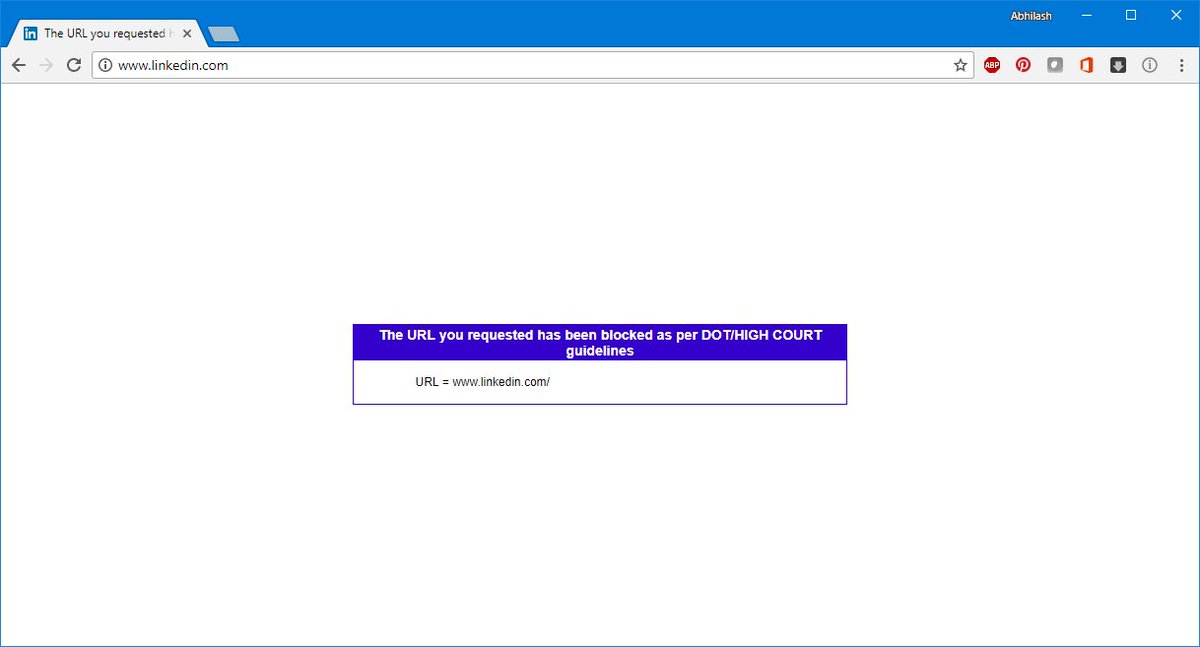 Abhilash
in The URL you requested h
www.linkedin.com
ABP
The URL you requested has been blocked as per DOT/HIGH COURT
guidelines
URL = www.linkedin.com/